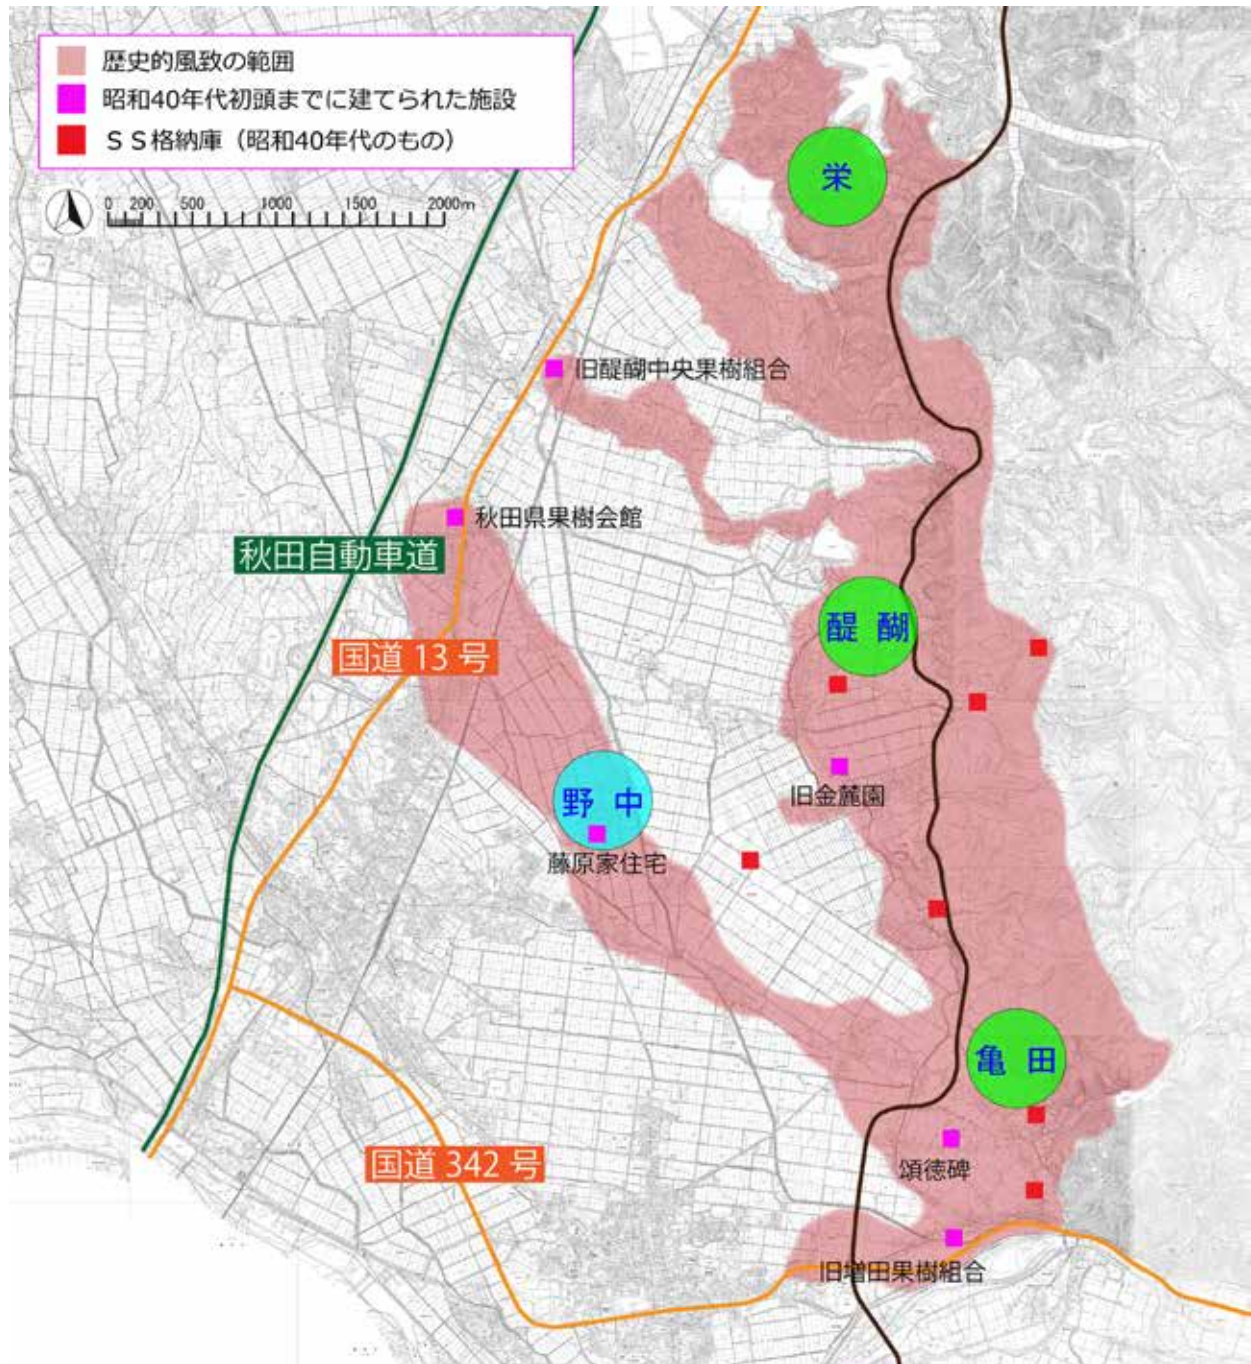 歴史的風致の範囲
昭和40年代初頭までに建てられた施設
ＳＳ格納庫（昭和40年代のもの）
0 200 500 1000 1500 2000m
栄
旧醍醐中央果樹組合
秋田県果樹会館
秋田自動車道
醍醐
国道13号
旧金麓園
野中
藤原家住宅
亀田
国道342号
頌徳碑
旧増田果樹組合